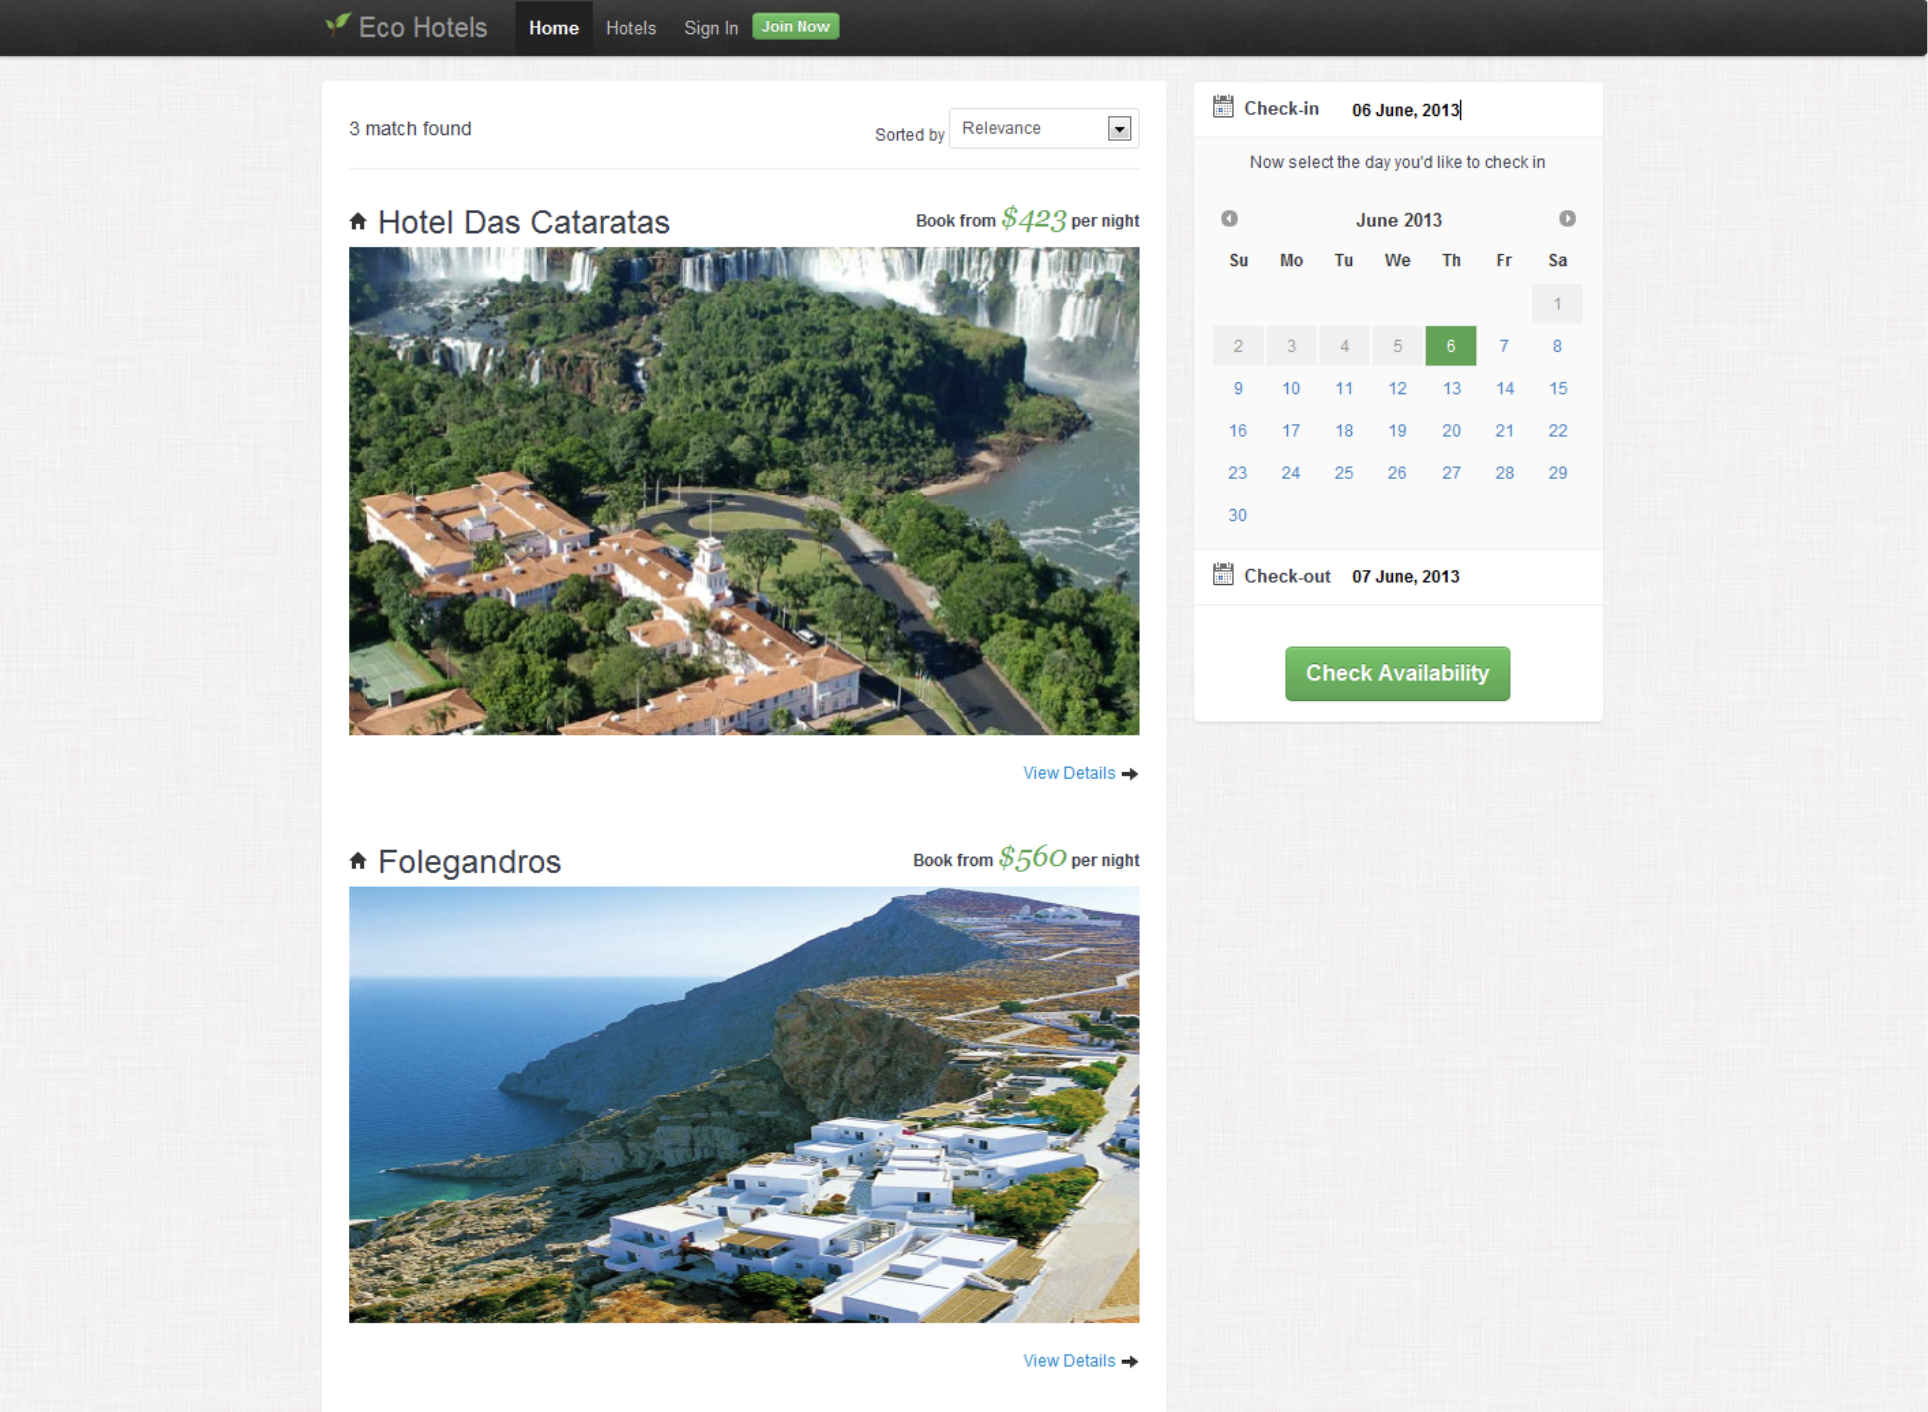 Eco Hotels Home Hotels Sign In Join Now
3 match found
Sorted by Relevance
Hotel Das Cataratas
Book from $423 per night
View Details
Folegandros
Book from $560 per night
View Details
Check-in 06 June, 2013
Now select the day you'd like to check in
June 2013
Su Mo Tu We Th Fr Sa
1
2 3 4 5 6 7 8
9 10 11 12 13 14 15
16 17 18 19 20 21 22
23 24 25 26 27 28 29
30
Check-out 07 June, 2013
Check Availability